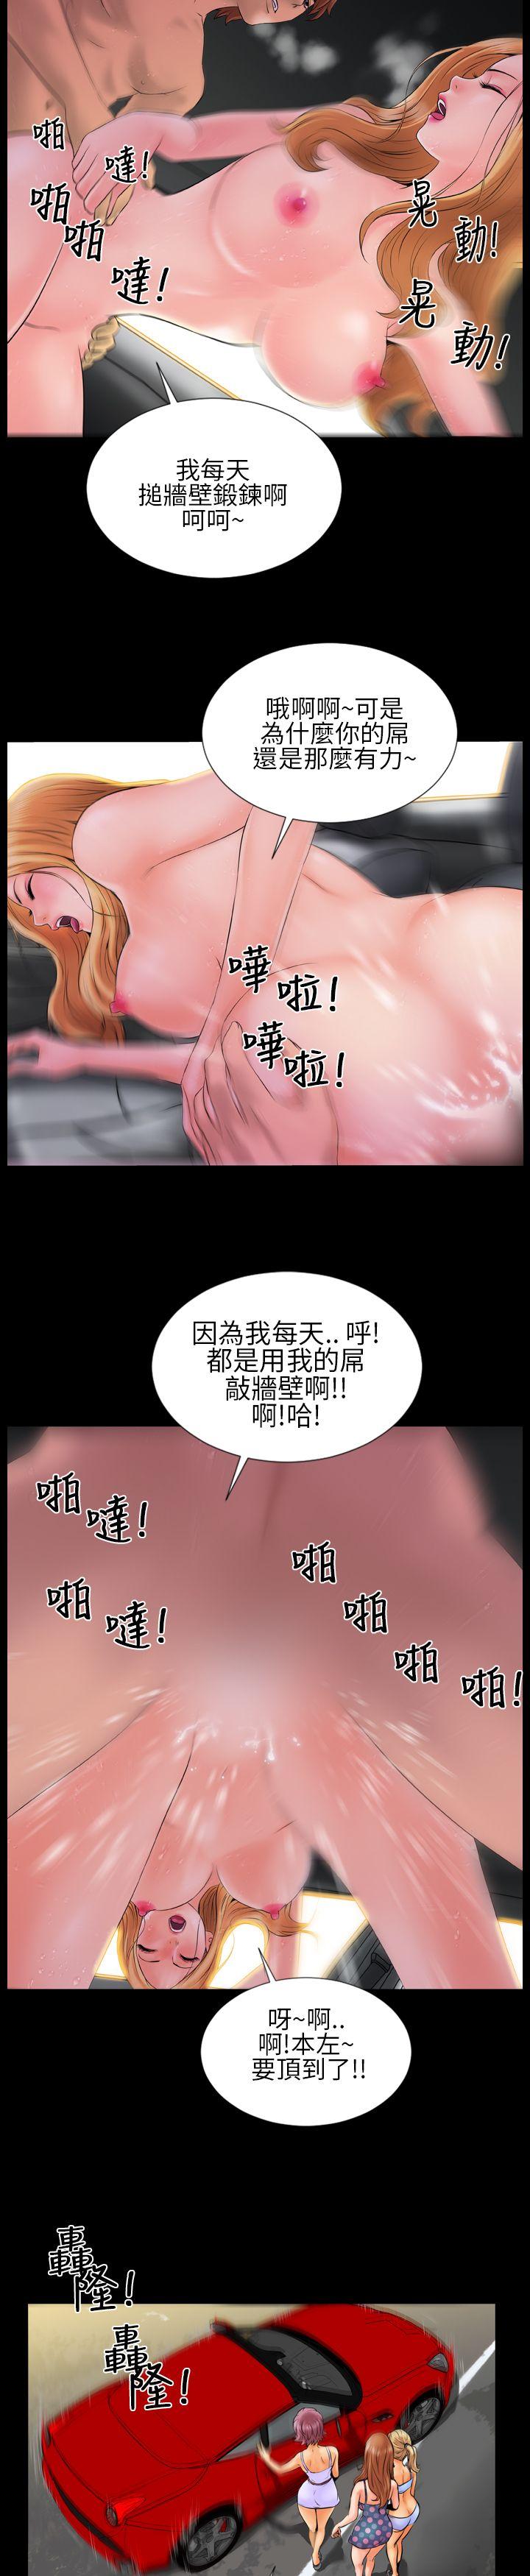 啪
噠!
啪
啪
噠!
晃
動!
晃
動!
我每天
搥牆壁鍛鍊啊
呵呵~
哦啊啊~可是
為什麼你的屌
還是那麼有力~
嘩
啦!
嘩
啦!
因為我每天.. 呼!
都是用我的屌
敲牆壁啊!!
啊!哈!
啪
噠!
啪
噠!
啪
啪
啪
啪!
呀~啊..
啊!本左~
要頂到了!!
轟
隆!
轟
隆!